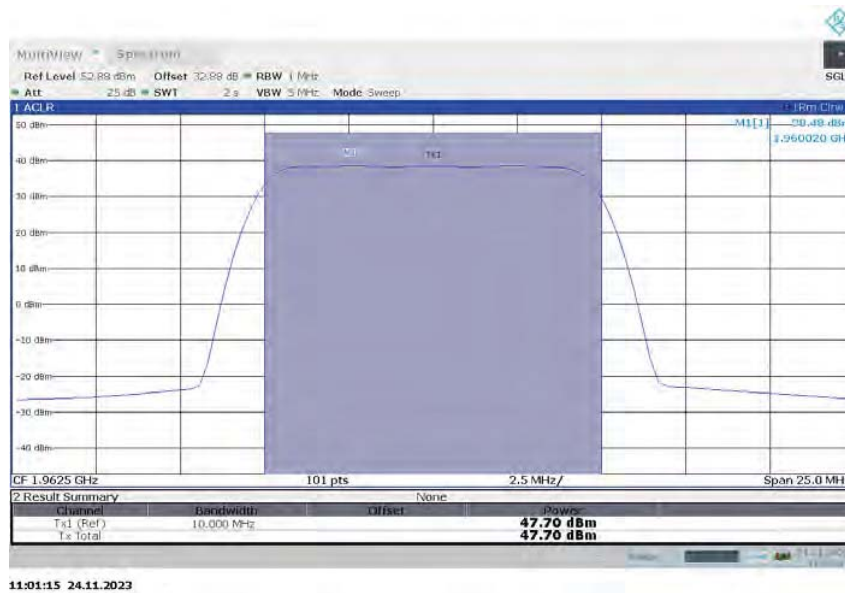 MultiView Spectrum
Ref Level 52.88 dBm Offset 32.88 dB RBW 1 MHz
SGL
Att 25 dB SWT 2 s VBW 5 MHz Mode Sweep
1 ACLR
M1[1]
1.960020 GH
50 dBm
40 dBm
Tx1
30 dBm
20 dBm
10 dBm
0 dBm
-10 dBm
-20 dBm
-30 dBm
-40 dBm
CF 1.9625 GHz 101 pts 2.5 MHz/ Span 25.0 MH
2 Result Summary None
Channel Bandwidth Offset Power
Tx1 (Ref) 10.000 MHz 47.70 dBm
Tx Total 47.70 dBm
11:01:15 24.11.2023